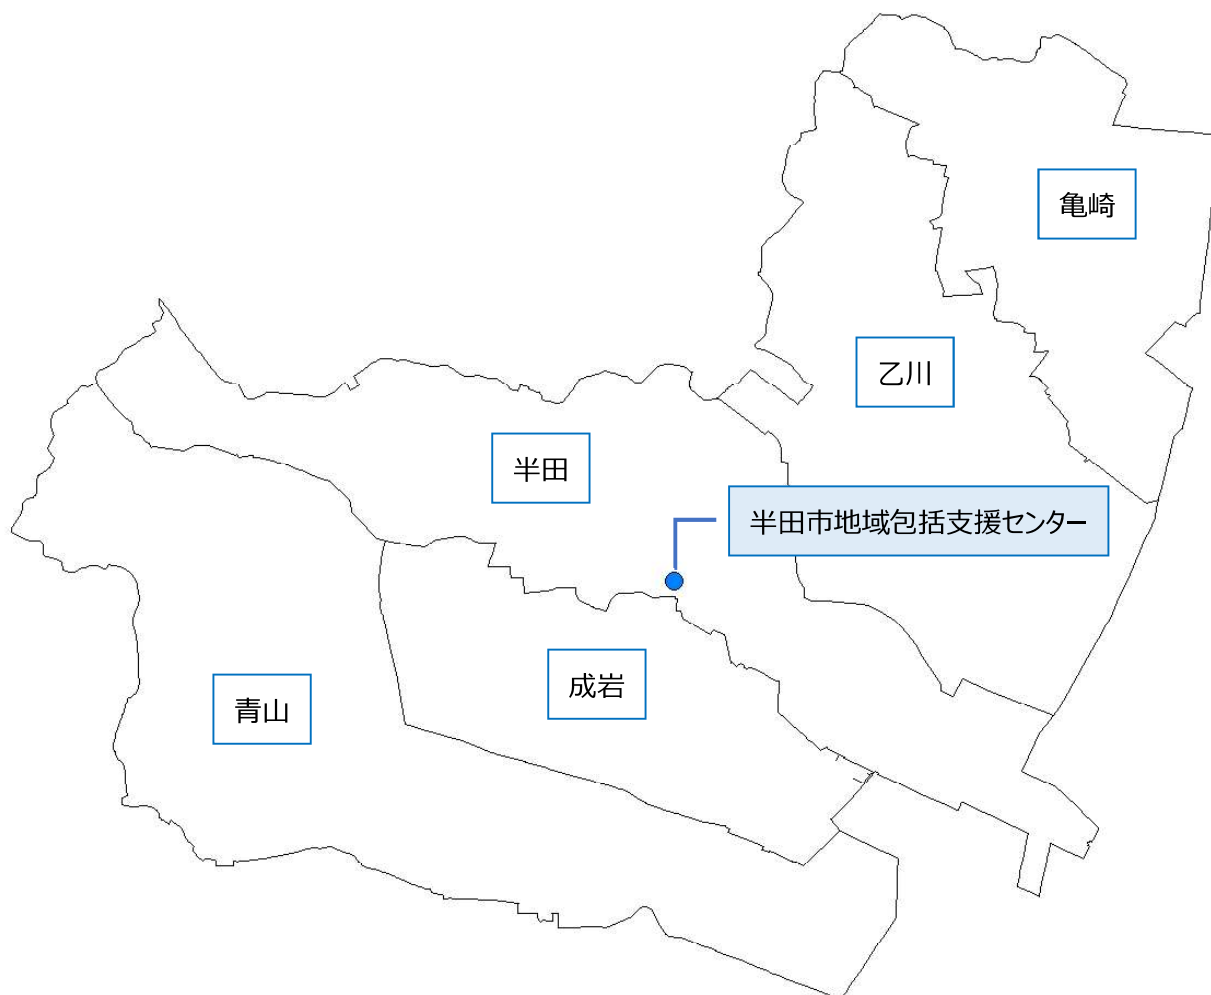 亀崎
乙川
半田
半田市地域包括支援センター
成岩
青山